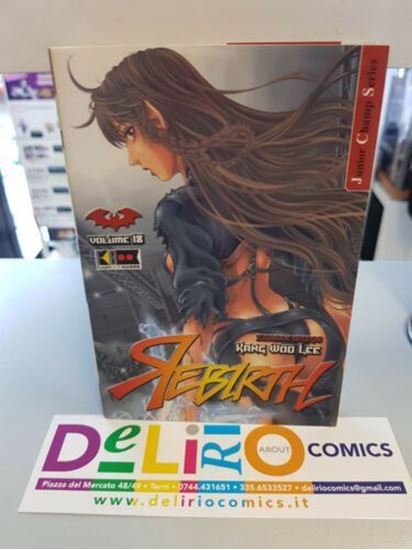 Junior Champ Series
VOLUME 18
KANG WOO LEE
REBIRTH
DELIRIO
ABOUT
COMICS
Piazza del Mercato 48/49 • Terni • 0744.431651 • 335.6533527 • deliriocomics@gmail.com
www.deliriocomics.it